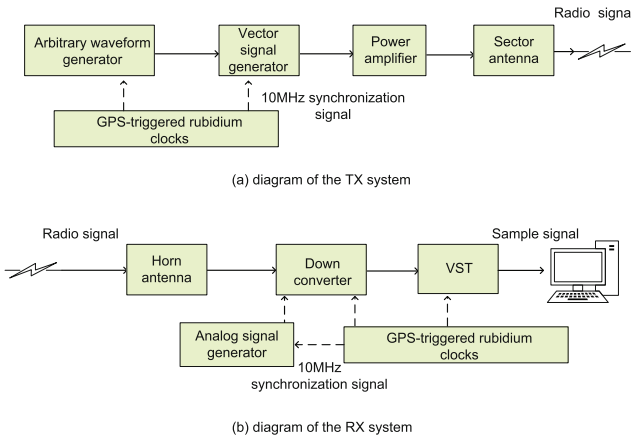 Radio signa
Arbitrary waveform
generator
Vector
signal
generator
Power
amplifier
Sector
antenna
10MHz synchronization
signal
GPS-triggered rubidium
clocks
(a) diagram of the TX system
Radio signal
Sample signal
Horn
antenna
Down
converter
VST
Analog signal
generator
GPS-triggered rubidium
clocks
10MHz
synchronization signal
(b) diagram of the RX system